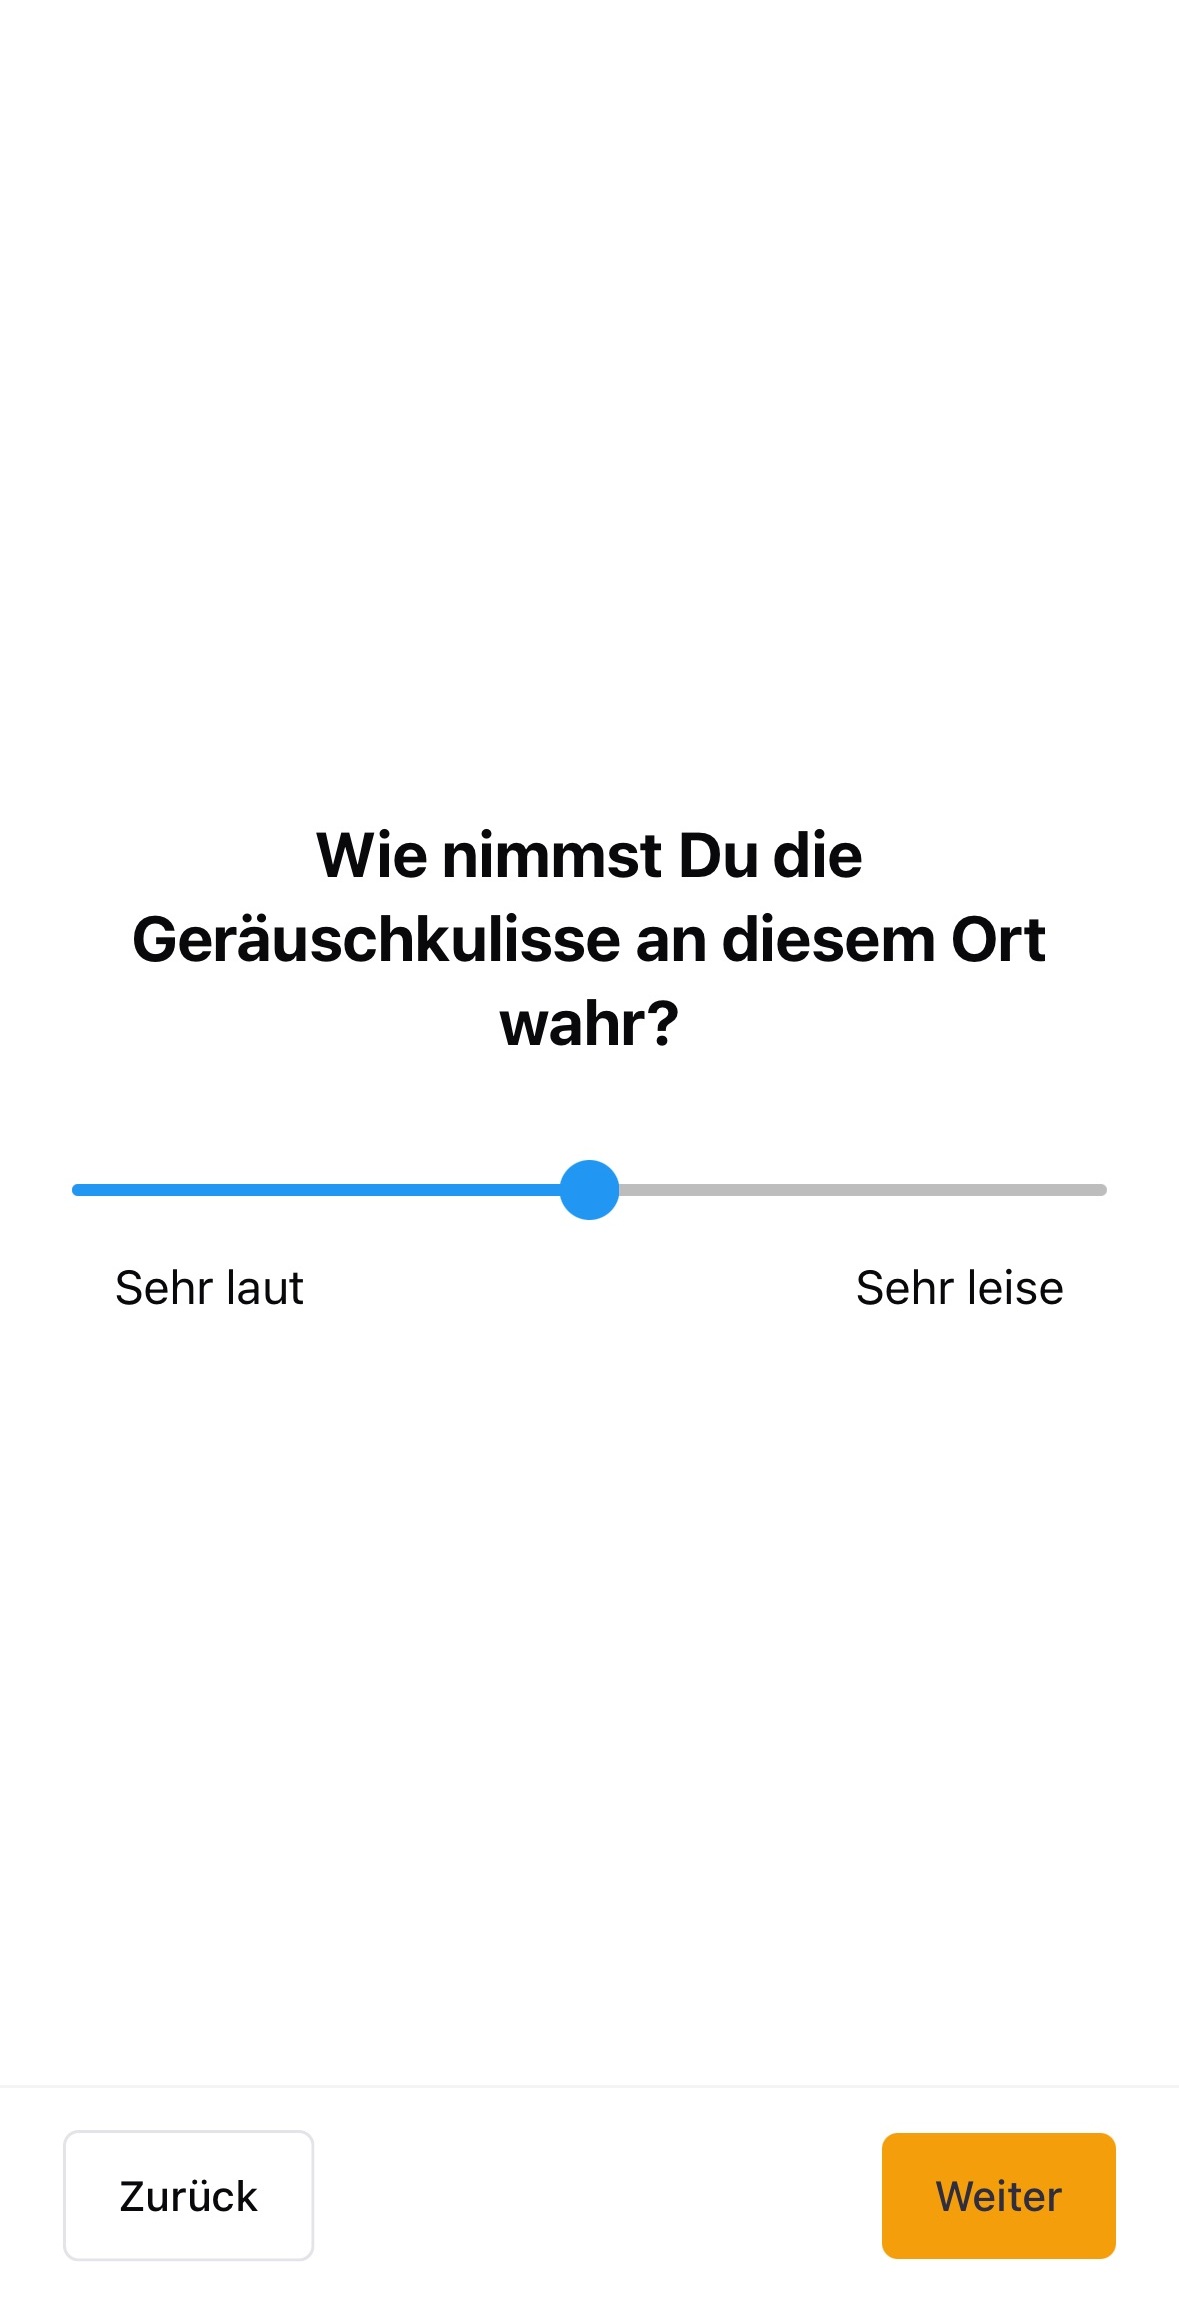 Wie nimmst Du die
Geräuschkulisse an diesem Ort
wahr?
Sehr laut
Sehr leise
Zurück
Weiter